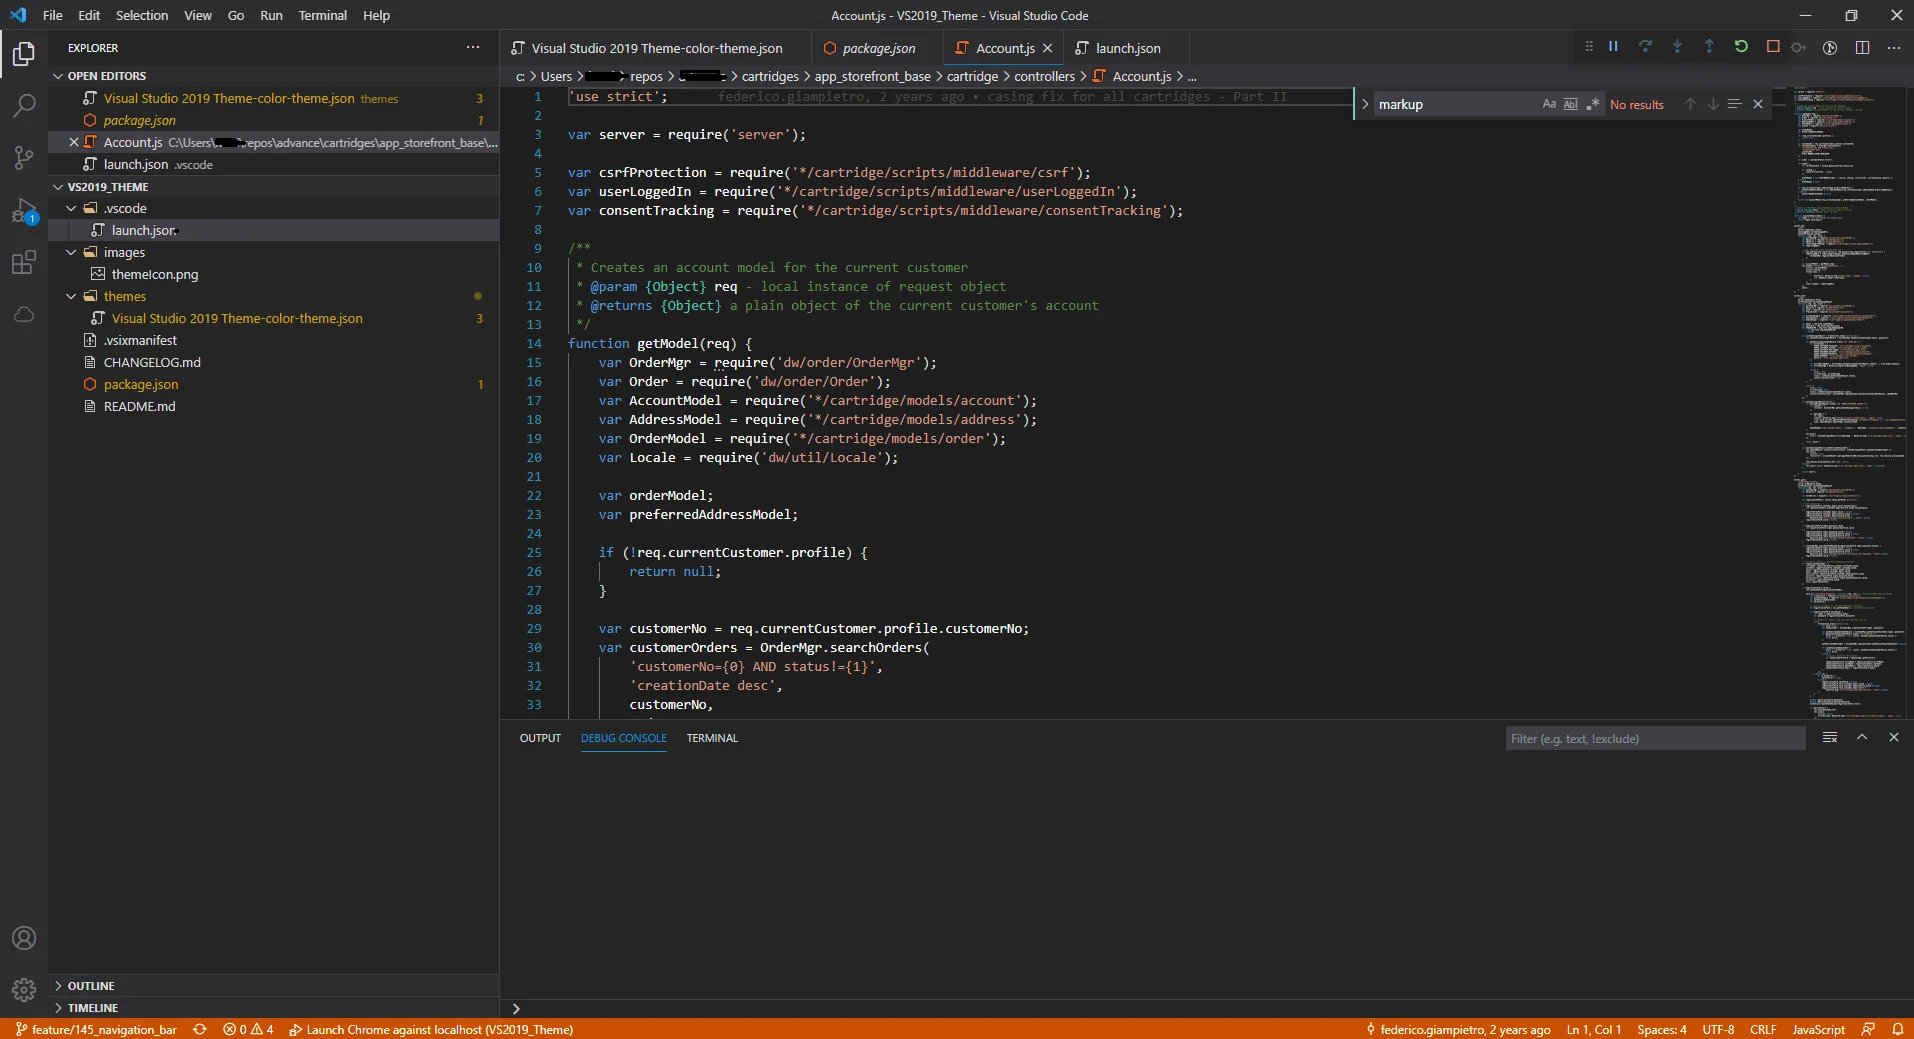 File Edit Selection View Go Run Terminal Help
Account.js - VS2019_Theme - Visual Studio Code
EXPLORER
OPEN EDITORS
Visual Studio 2019 Theme-color-theme.json themes 3
package.json 1
Account.js C:\Users\ repos\advance\cartridges\app_storefront_base\...
launch.json .vscode
VS2019_THEME
.vscode
launch.json
images
themeIcon.png
themes
Visual Studio 2019 Theme-color-theme.json 3
.vsixmanifest
CHANGELOG.md
package.json 1
README.md
OUTLINE
TIMELINE
1
Visual Studio 2019 Theme-color-theme.json package.json Account.js launch.json
c: > Users > > repos > > cartridges > app_storefront_base > cartridge > controllers > Account.js > ...
markup Aa Abl .* No results
1 'use strict'; federico.giampietro, 2 years ago • casing fix for all cartridges - Part II
2
3 var server = require('server');
4
5 var csrfProtection = require('*/cartridge/scripts/middleware/csrf');
6 var userLoggedIn = require('*/cartridge/scripts/middleware/userLoggedIn');
7 var consentTracking = require('*/cartridge/scripts/middleware/consentTracking');
8
9 /**
10 * Creates an account model for the current customer
11 * @param {Object} req - local instance of request object
12 * @returns {Object} a plain object of the current customer's account
13 */
14 function getModel(req) {
15 var OrderMgr = require('dw/order/OrderMgr');
16 var Order = require('dw/order/Order');
17 var AccountModel = require('*/cartridge/models/account');
18 var AddressModel = require('*/cartridge/models/address');
19 var OrderModel = require('*/cartridge/models/order');
20 var Locale = require('dw/util/Locale');
21
22 var orderModel;
23 var preferredAddressModel;
24
25 if (!req.currentCustomer.profile) {
26 return null;
27 }
28
29 var customerNo = req.currentCustomer.profile.customerNo;
30 var customerOrders = OrderMgr.searchOrders(
31 'customerNo={0} AND status!={1}',
32 'creationDate desc',
33 customerNo,
OUTPUT DEBUG CONSOLE TERMINAL
Filter (e.g. text, !exclude)
feature/145_navigation_bar 0 4 Launch Chrome against localhost (VS2019_Theme)
federico.giampietro, 2 years ago Ln 1, Col 1 Spaces: 4 UTF-8 CRLF JavaScript